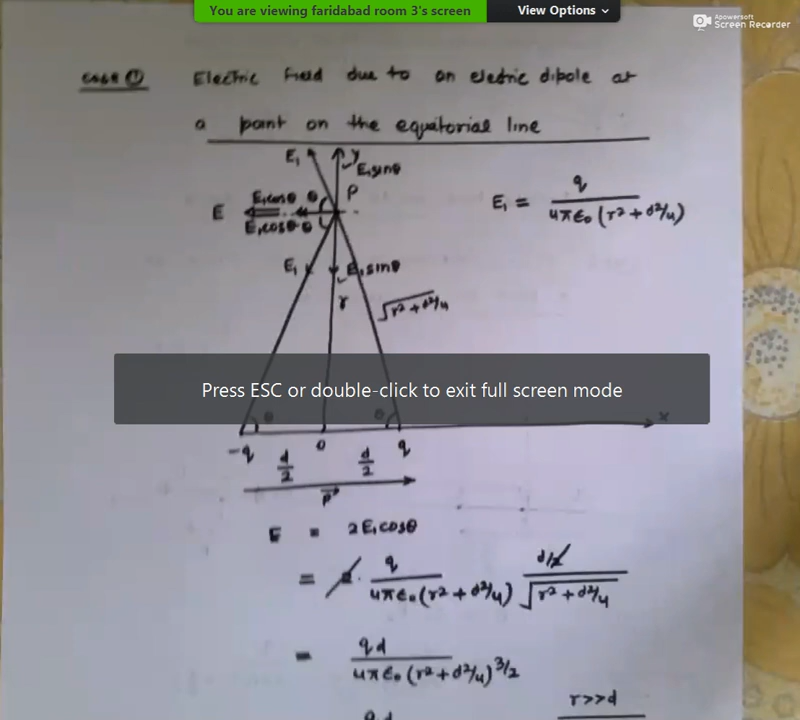 You are viewing faridabad room 3's screen
View Options
Apowersoft
Screen Recorder
case ①
Electric field due to an electric dipole at
a point on the equatorial line
E₁
y
E₁sinθ
P
E₁cosθ θ
E
E₁cosθ θ
E₁ = q / 4πε₀(r² + d²/4)
E₁
E₁sinθ
r
√r² + d²/4
Press ESC or double-click to exit full screen mode
θ
θ
x
-q
d/2
o
d/2
q
p⃗
E = 2E₁cosθ
= 2. q / 4πε₀(r² + d²/4) d/2 / √r² + d²/4
= qd / 4πε₀(r² + d²/4)^3/2
r>>d